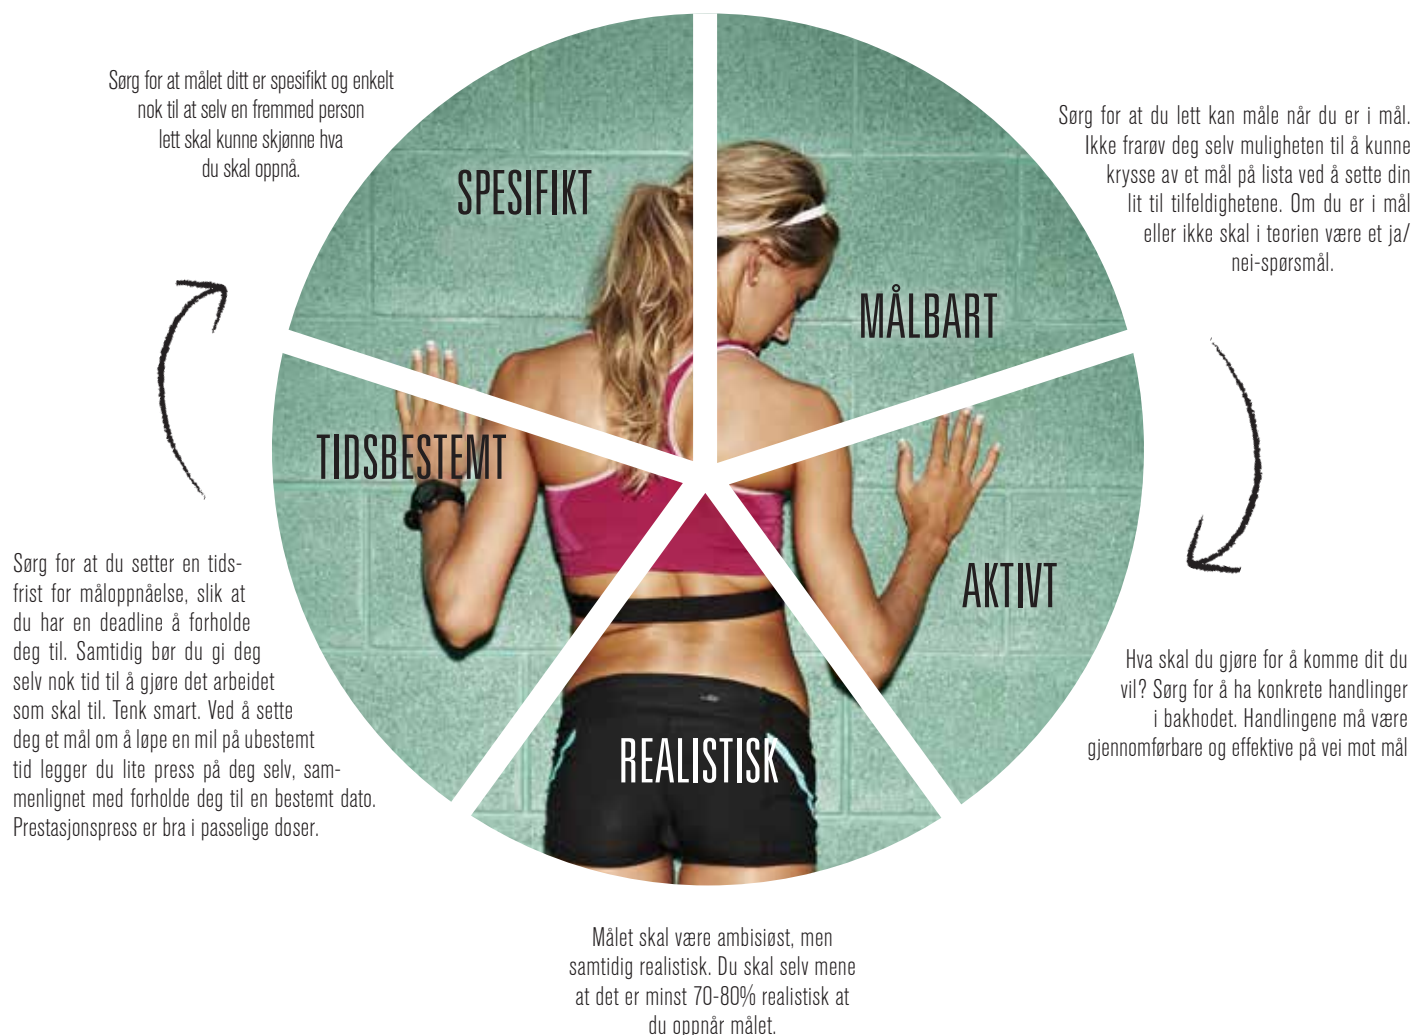 Sørg for at målet ditt er spesifikt og enkelt
nok til at selv en fremmed person
lett skal kunne skjønne hva
du skal oppnå.
SPESIFIKT
Sørg for at du lett kan måle når du er i mål.
Ikke frarøv deg selv muligheten til å kunne
krysse av et mål på lista ved å sette din
lit til tilfeldighetene. Om du er i mål
eller ikke skal i teorien være et ja/
nei-spørsmål.
MÅLBART
TIDSBESTEMT
Sørg for at du setter en tids-
frist for måloppnåelse, slik at
du har en deadline å forholde
deg til. Samtidig bør du gi deg
selv nok tid til å gjøre det arbeidet
som skal til. Tenk smart. Ved å sette
deg et mål om å løpe en mil på ubestemt
tid legger du lite press på deg selv, sam-
menlignet med forholde deg til en bestemt dato.
Prestasjonspress er bra i passelige doser.
AKTIVT
Hva skal du gjøre for å komme dit du
vil? Sørg for å ha konkrete handlinger
i bakhodet. Handlingene må være
gjennomførbare og effektive på vei mot mål
REALISTISK
Målet skal være ambisiøst, men
samtidig realistisk. Du skal selv mene
at det er minst 70-80% realistisk at
du oppnår målet.